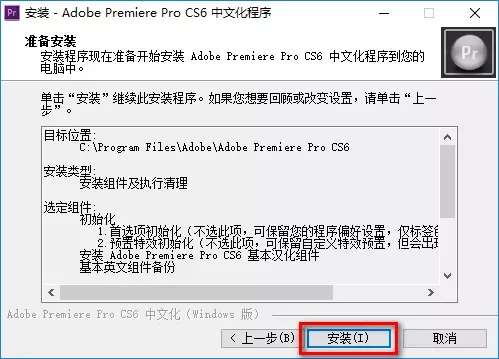 安装 - Adobe Premiere Pro CS6 中文化程序
准备安装
安装程序现在准备开始安装 Adobe Premiere Pro CS6 中文化程序到您的
电脑中。
Pr
单击“安装”继续此安装程序。如果您想要回顾或改变设置，请单击“上一
步”。
目标位置:
C:\Program Files\Adobe\Adobe Premiere Pro CS6
安装类型:
安装组件及执行清理
选定组件:
初始化
1.首选项初始化（不选此项，可保留您的程序偏好设置，仅标签
2.预置特效初始化（不选此项，可保留自定义特效预置，但会出
安装 Adobe Premiere Pro CS6 基本汉化组件
基本英文组件备份
Adobe Premiere Pro CS6 中文化（Windows 版）
< 上一步(B)
安装(I)
取消